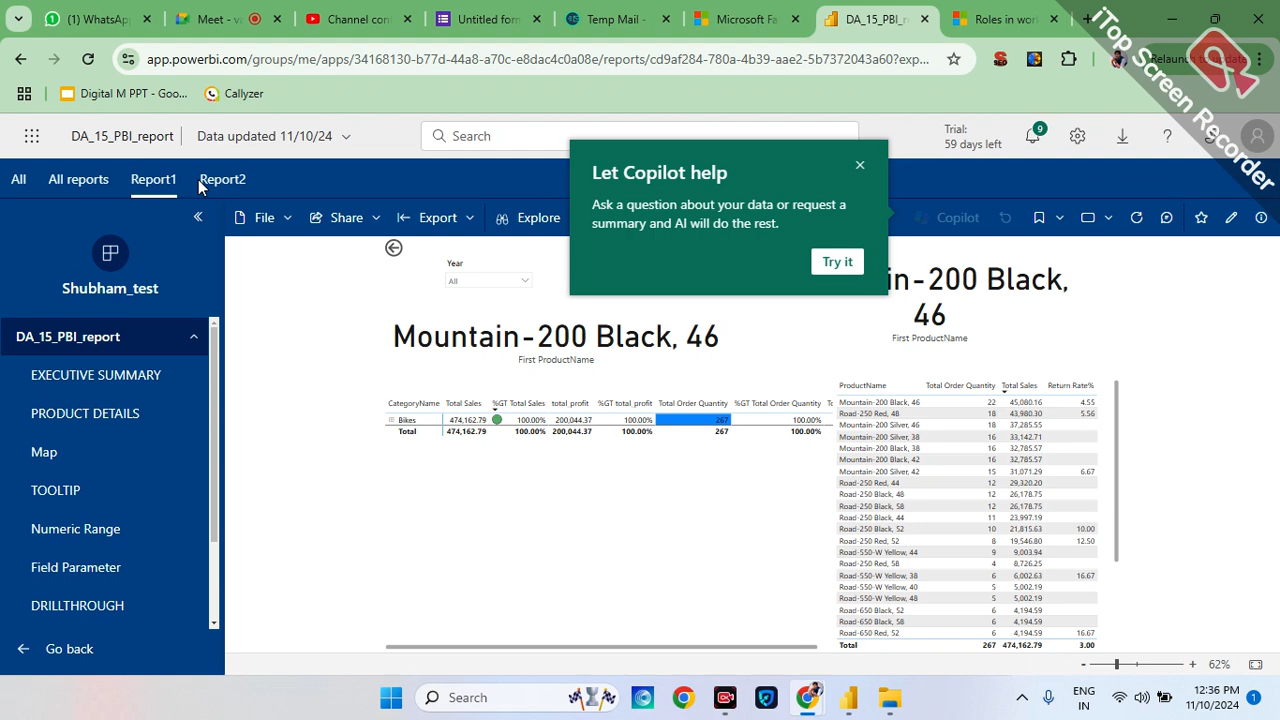 (1) WhatsApp
Meet - va
Channel con
Untitled form
Temp Mail -
Microsoft Fa
DA_15_PBI_r
Roles in work
app.powerbi.com/groups/me/apps/34168130-b77d-44a8-a70
reports/cd9af284-780a-4b39-aae2-5b7372043a60?exp...
Relaunch to update
iTop Screen Recorder
Digital M PPT - Goo...
Callyzer
DA_15_PBI_report
Data updated 11/10/24
Search
Trial:
59 days left
9
All
All reports
Report1
Report2
Let Copilot help
Ask a question about your data or request a
summary and AI will do the rest.
Try it
File
Share
Export
Explore
Copilot
Shubham_test
DA_15_PBI_report
EXECUTIVE SUMMARY
PRODUCT DETAILS
Map
TOOLTIP
Numeric Range
Field Parameter
DRILLTHROUGH
Go back
Year
All
Mountain-200 Black, 46
First ProductName
in-200 Black,
46
First ProductName
CategoryName Total Sales %GT Total Sales total_profit %GT total_profit Total Order Quantity %GT Total Order Quantity
Bikes 474,162.79 100.00% 200,044.37 100.00% 267 100.00%
Total 474,162.79 100.00% 200,044.37 100.00% 267 100.00%
ProductName Total Order Quantity Total Sales Return Rate%
Mountain-200 Black, 46 22 45,080.16 4.55
Road-250 Red, 48 18 43,980.30 5.56
Mountain-200 Silver, 46 18 37,285.55
Mountain-200 Silver, 38 16 33,142.71
Mountain-200 Black, 38 16 32,785.57
Mountain-200 Black, 42 16 32,785.57
Mountain-200 Silver, 42 15 31,071.29 6.67
Road-250 Red, 44 12 29,320.20
Road-250 Black, 48 12 26,178.75
Road-250 Black, 58 12 26,178.75
Road-250 Black, 44 11 23,997.19
Road-250 Black, 52 10 21,815.63 10.00
Road-250 Red, 52 8 19,546.80 12.50
Road-550-W Yellow, 44 9 9,003.94
Road-250 Red, 58 4 8,726.25
Road-550-W Yellow, 38 6 6,002.63 16.67
Road-550-W Yellow, 40 5 5,002.19
Road-550-W Yellow, 48 5 5,002.19
Road-650 Black, 52 6 4,194.59
Road-650 Black, 58 6 4,194.59
Road-650 Red, 52 6 4,194.59 16.67
Total 267 474,162.79 3.00
62%
Search
ENG
IN
12:36 PM
11/10/2024
1